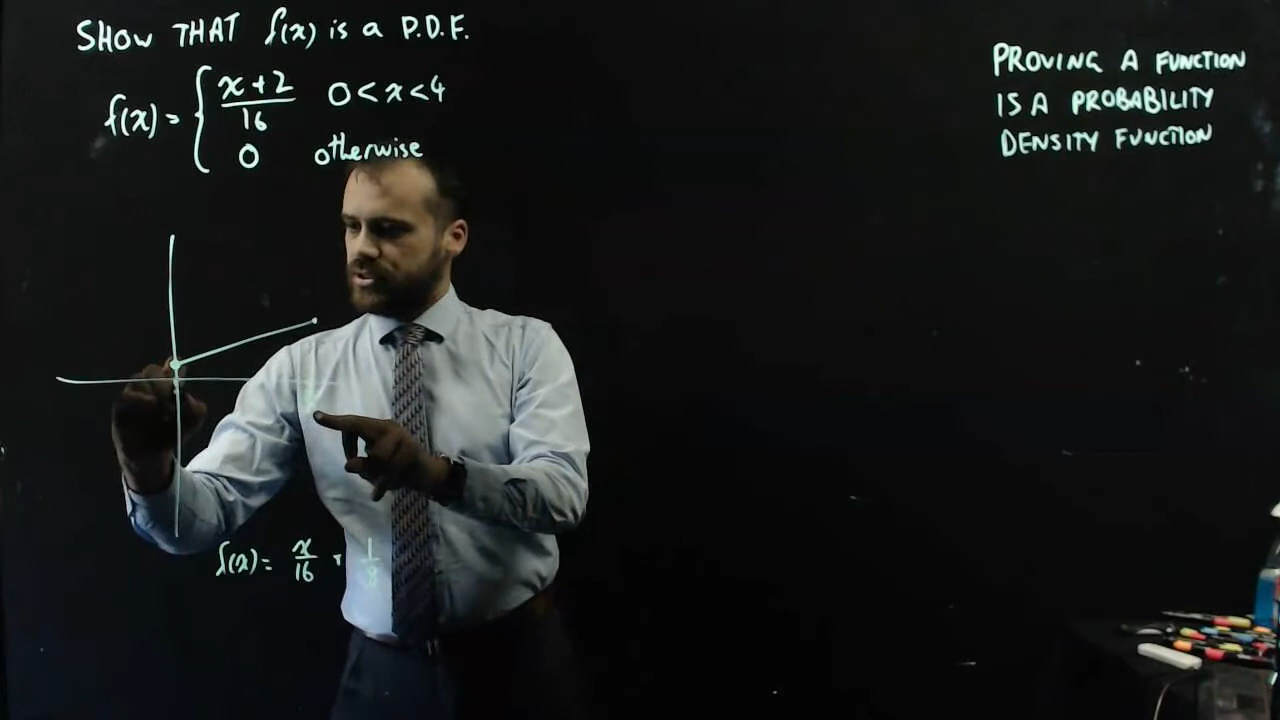 SHOW THAT f(x) is a P.D.F.
f(x) = { x+2/16 0<x<4
0 otherwise
PROVING A FUNCTION
IS A PROBABILITY
DENSITY FUNCTION
f(x) = x/16 + 1/8